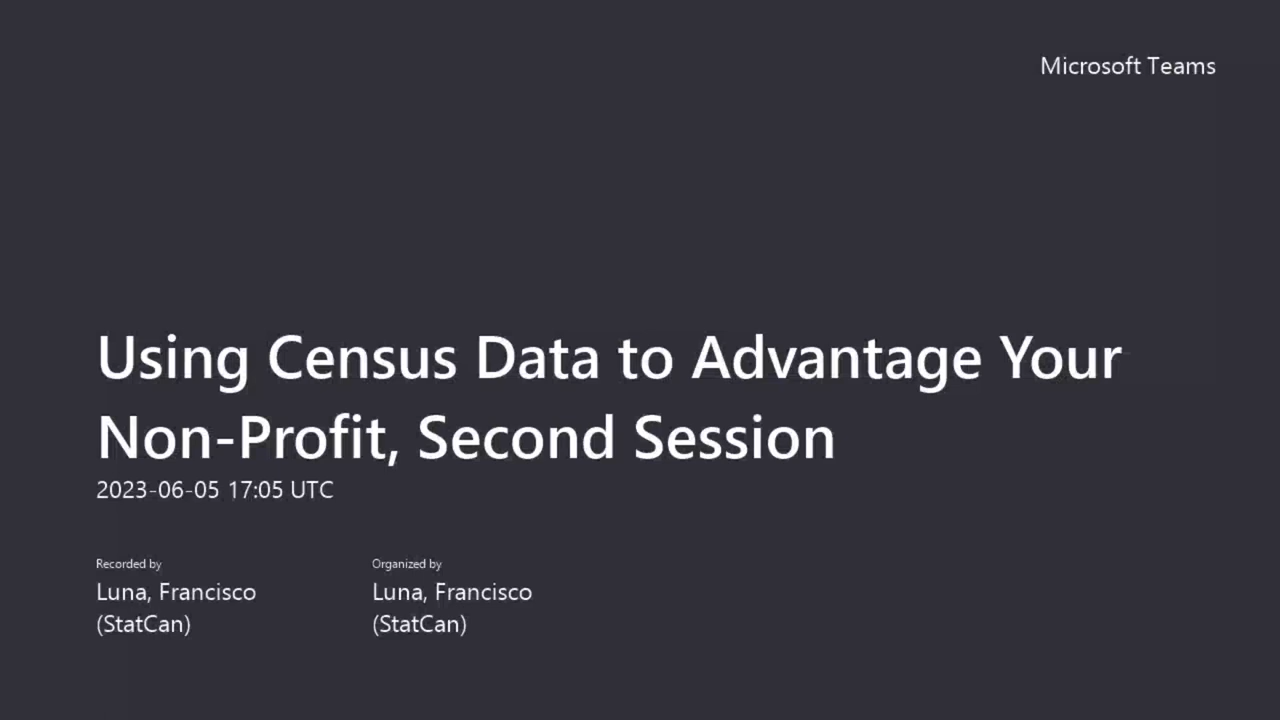 Microsoft Teams
Using Census Data to Advantage Your
Non-Profit, Second Session
2023-06-05 17:05 UTC
Recorded by
Luna, Francisco
(StatCan)
Organized by
Luna, Francisco
(StatCan)